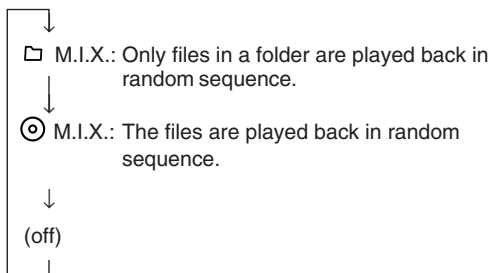 M.I.X.: Only files in a folder are played back in
random sequence.
M.I.X.: The files are played back in random
sequence.
(off)